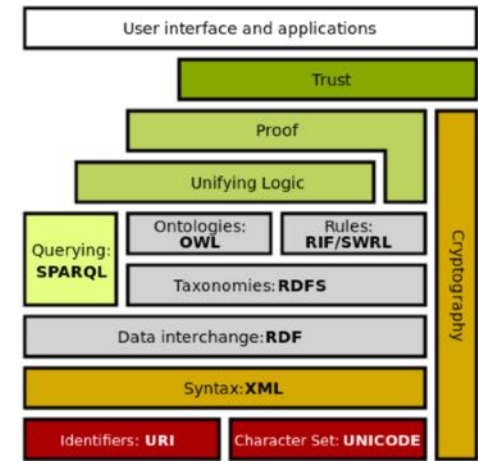 User interface and applications
Trust
Proof
Unifying Logic
Querying:
SPARQL
Ontologies:
OWL
Rules:
RIF/SWRL
Taxonomies: RDFS
Data interchange:RDF
Syntax:XML
Identifiers: URI
Character Set: UNICODE
Cryptography